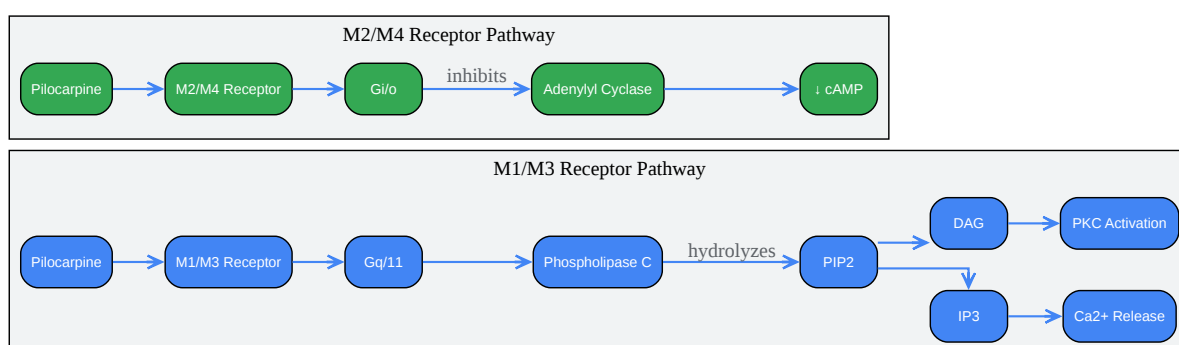 M2/M4 Receptor Pathway
Pilocarpine
M2/M4 Receptor
Gi/o
inhibits
Adenylyl Cyclase
↓ cAMP
M1/M3 Receptor Pathway
Pilocarpine
M1/M3 Receptor
Gq/11
Phospholipase C
hydrolyzes
PIP2
DAG
PKC Activation
IP3
Ca2+ Release